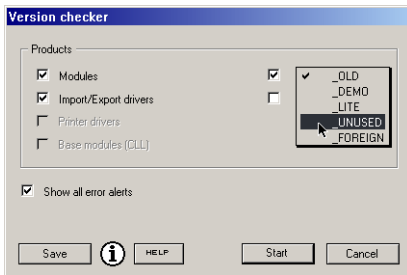 Version checker
Products
Modules
Import/Export drivers
Printer drivers
Base modules (CLL)
_OLD
_DEMO
_LITE
_UNUSED
_FOREIGN
Show all error alerts
Save
i
HELP
Start
Cancel